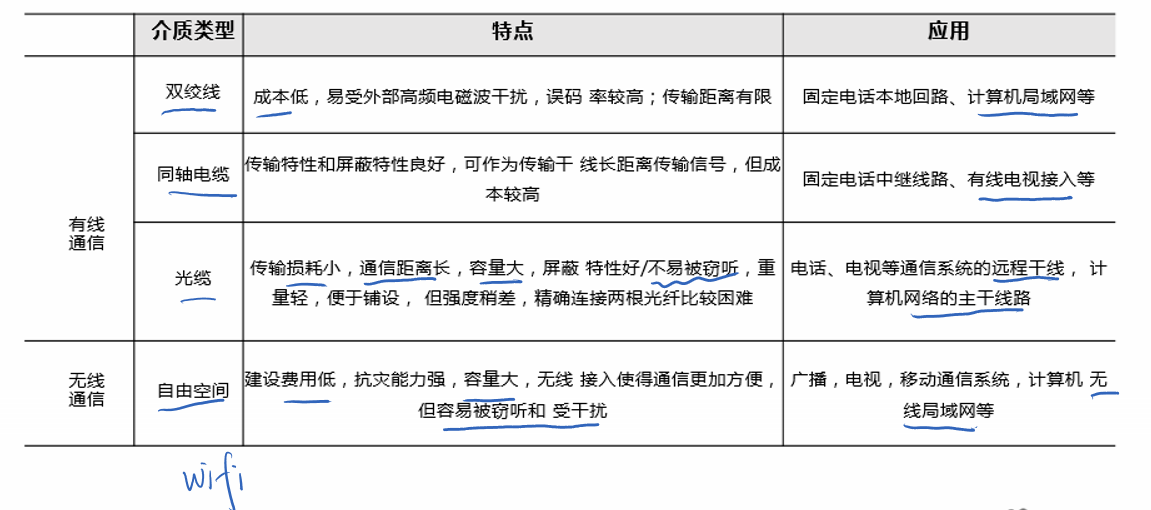 介质类型 特点 应用
有线
通信
双绞线
成本低，易受外部高频电磁波干扰，误码 率较高；传输距离有限
固定电话本地回路、计算机局域网等
同轴电缆
传输特性和屏蔽特性良好，可作为传输干 线长距离传输信号，但成
本较高
固定电话中继线路、有线电视接入等
光缆
传输损耗小，通信距离长，容量大，屏蔽 特性好/不易被窃听，重
量轻，便于铺设， 但强度稍差，精确连接两根光纤比较困难
电话、电视等通信系统的远程干线， 计
算机网络的主干线路
无线
通信
自由空间
建设费用低，抗灾能力强，容量大，无线 接入使得通信更加方便，
但容易被窃听和 受干扰
广播，电视，移动通信系统，计算机 无
线局域网等
wifi